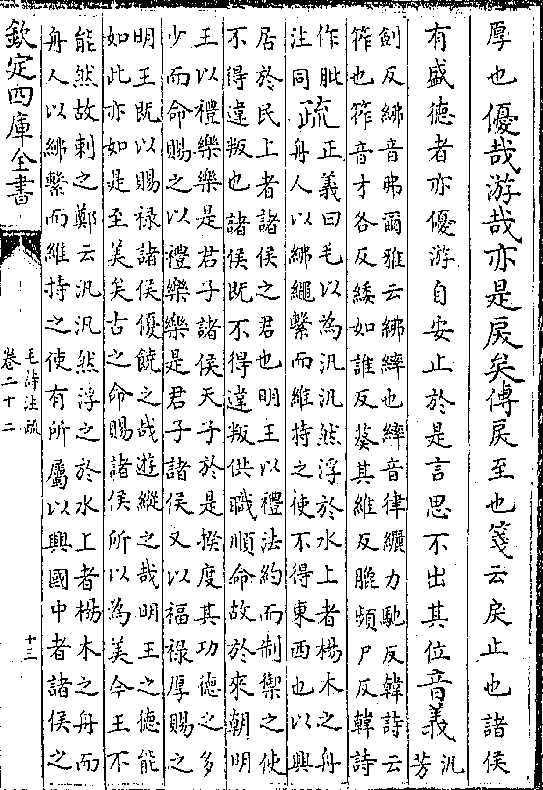 厚也優哉游哉亦是戾矣傳戾至也箋云戾止也諸侯
有盛德者亦優游自安止於是言思不出其位音義汎
芳
劒反紼音弗爾雅云紼繂也繂音律纚力馳反韓詩云
筰也筰音才各反緌如誰反葵其維反膍頻尸反韓詩
作肶
注同
疏
正義曰毛以為汎汎然浮於水上者楊木之舟
舟人以紼繩繫而維持之使不得東西也以興
居於民上者諸侯之君也明王以禮法約而制禦之使
不得違叛也諸侯既不得違叛供職順命故於來朝明
王以禮樂樂是君子諸侯天子於是揆度其功德之多
少而命賜之以禮樂樂是君子諸侯又以福禄厚賜之
明王既以賜禄諸侯優饒之哉遊縱之哉明王之德能
如此亦如是至美矣古之命賜諸侯所以為美今王不
能然故刺之鄭云汎汎然浮之於水上者楊木之舟而
舟人以紼繫而維持之使有所屬以興國中者諸侯之
欽定四庫全書
毛詩注疏
卷二十二
十三